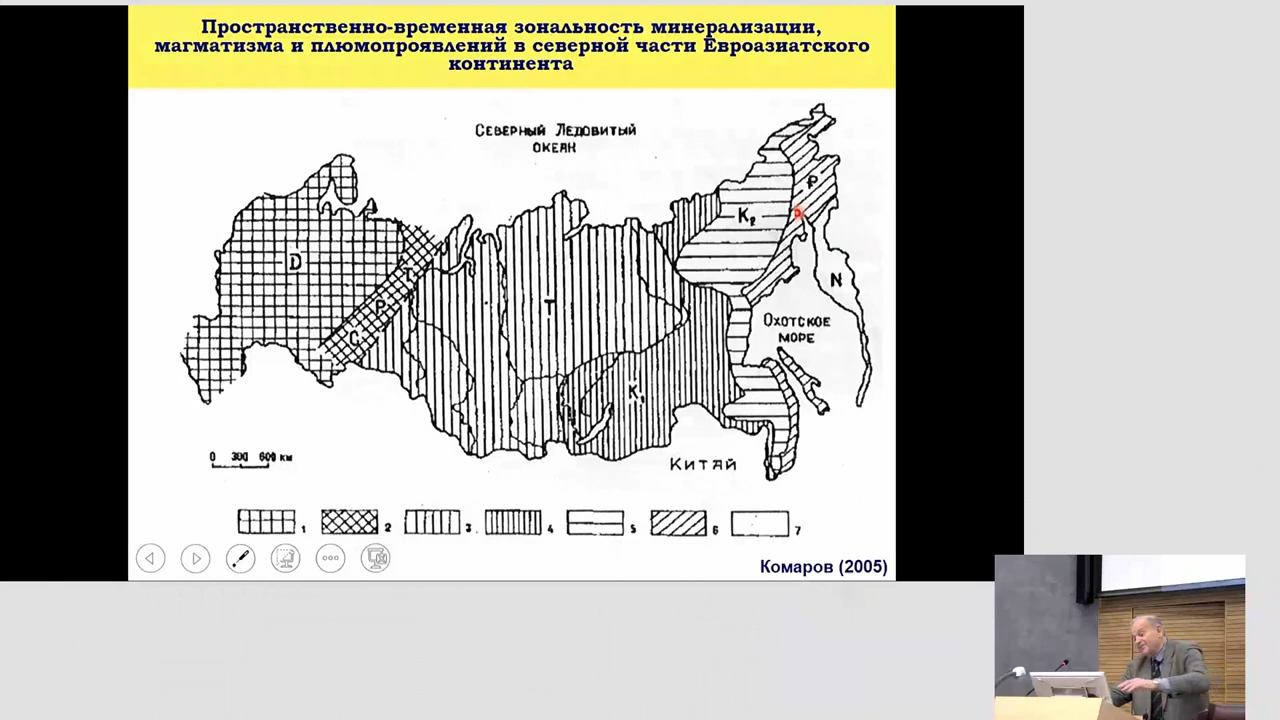 Пространственно-временная зональность минерализации,
магматизма и плюмопроявлений в северной части Евроазиатского
континента
Северный Ледовитый
океан
P
K₂
D
T
N
P
T
C
Охотское
море
K₁
0 300 600 км
Китай
1 2 3 4 5 6 7
Комаров (2005)